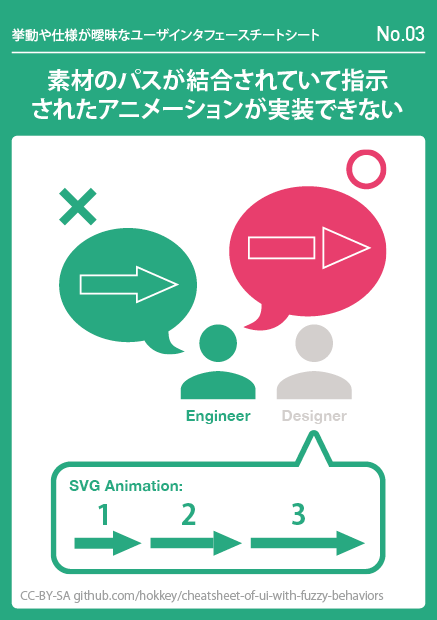 挙動や仕様が曖昧なユーザインタフェースチートシート No.03
素材のパスが結合されていて指示
されたアニメーションが実装できない
Engineer Designer
SVG Animation:
1 2 3
CC-BY-SA github.com/hokkey/cheatsheet-of-ui-with-fuzzy-behaviors